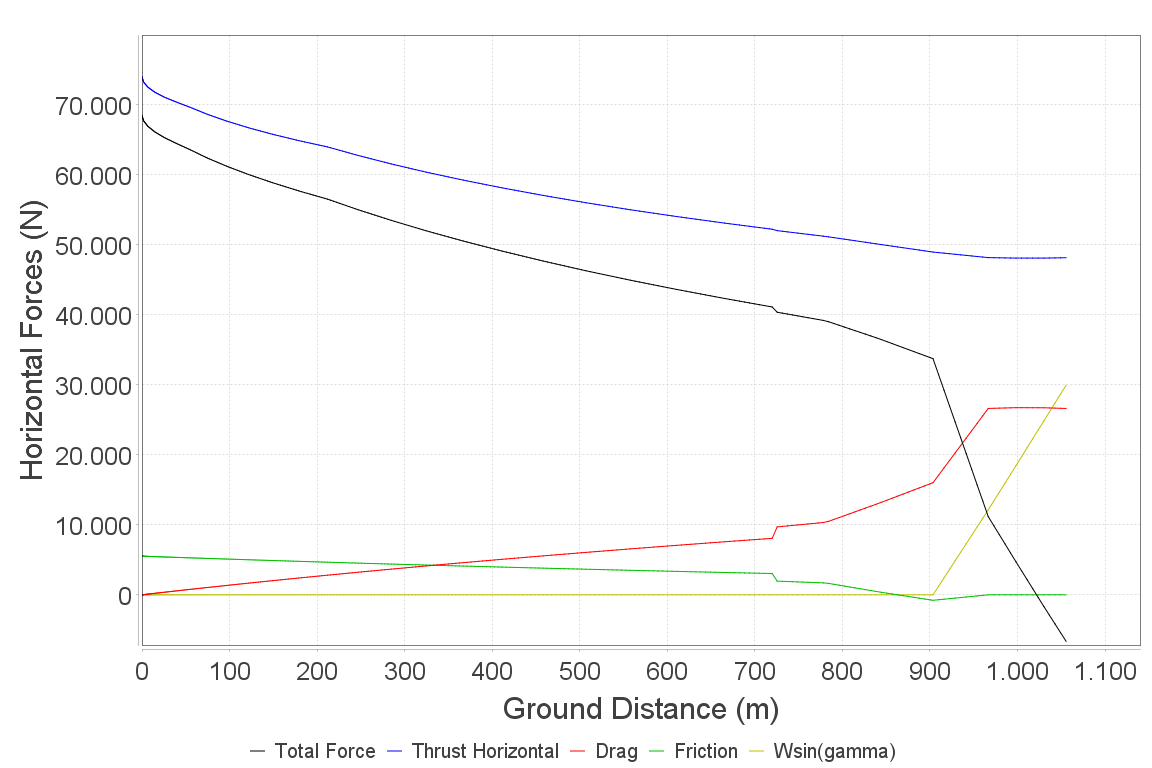 Horizontal Forces (N)
70.000
60.000
50.000
40.000
30.000
20.000
10.000
0
0 100 200 300 400 500 600 700 800 900 1.000 1.100
Ground Distance (m)
Total Force Thrust Horizontal Drag Friction Wsin(gamma)